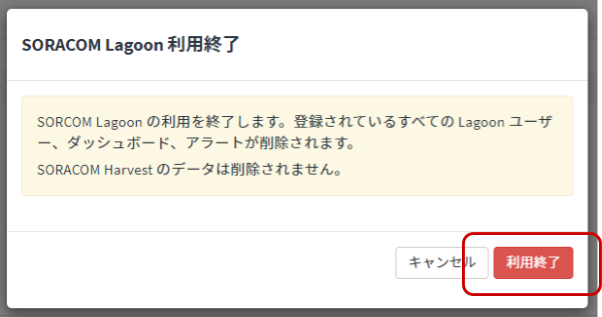 SORACOM Lagoon 利用終了
SORCOM Lagoon の利用を終了します。登録されているすべての Lagoon ユーザ
ー、ダッシュボード、アラートが削除されます。
SORACOM Harvest のデータは削除されません。
キャンセル 利用終了